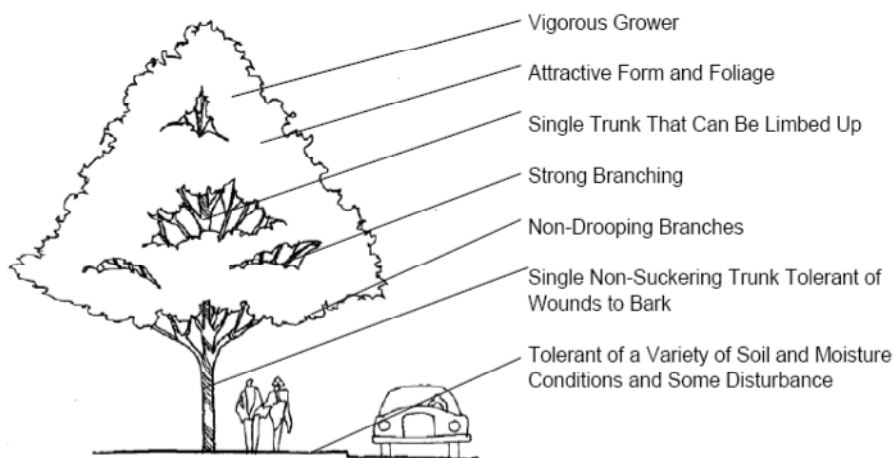 Vigorous Grower
Attractive Form and Foliage
Single Trunk That Can Be Limbed Up
Strong Branching
Non-Drooping Branches
Single Non-Suckering Trunk Tolerant of
Wounds to Bark
Tolerant of a Variety of Soil and Moisture
Conditions and Some Disturbance